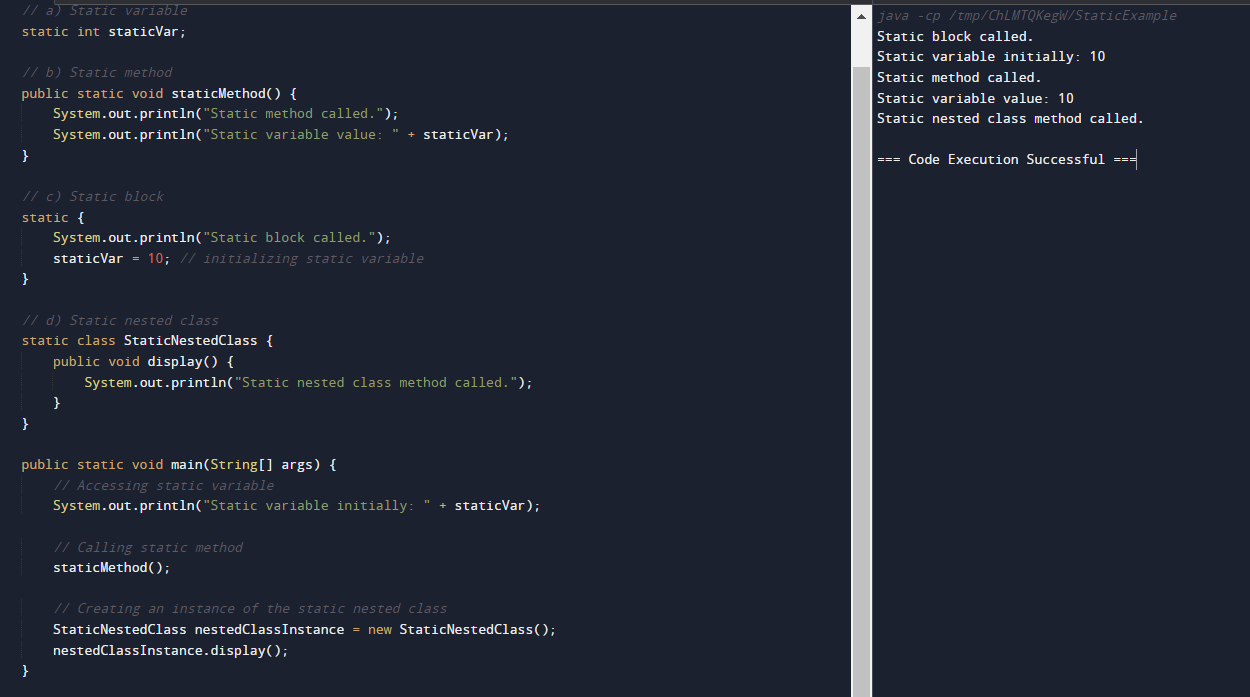 // a) Static variable
static int staticVar;
// b) Static method
public static void staticMethod() {
System.out.println("Static method called.");
System.out.println("Static variable value: " + staticVar);
}
// c) Static block
static {
System.out.println("Static block called.");
staticVar = 10; // initializing static variable
}
// d) Static nested class
static class StaticNestedClass {
public void display() {
System.out.println("Static nested class method called.");
}
}
public static void main(String[] args) {
// Accessing static variable
System.out.println("Static variable initially: " + staticVar);
// Calling static method
staticMethod();
// Creating an instance of the static nested class
StaticNestedClass nestedClassInstance = new StaticNestedClass();
nestedClassInstance.display();
}
java -cp /tmp/ChLMTQKegW/StaticExample
Static block called.
Static variable initially: 10
Static method called.
Static variable value: 10
Static nested class method called.
=== Code Execution Successful ===